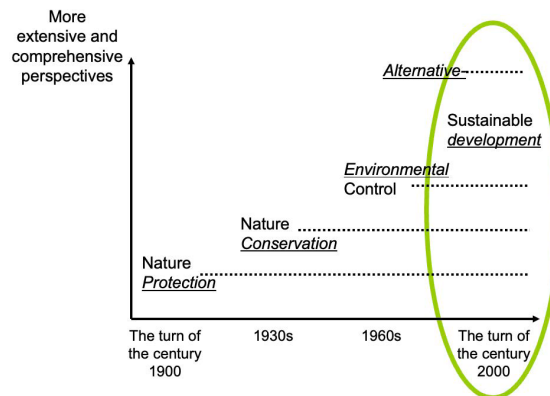 More
extensive and
comprehensive
perspectives
Alternative-
Sustainable
development
Environmental
Control
Nature
Conservation
Nature
Protection
The turn of
the century
1900
1930s
1960s
The turn of
the century
2000